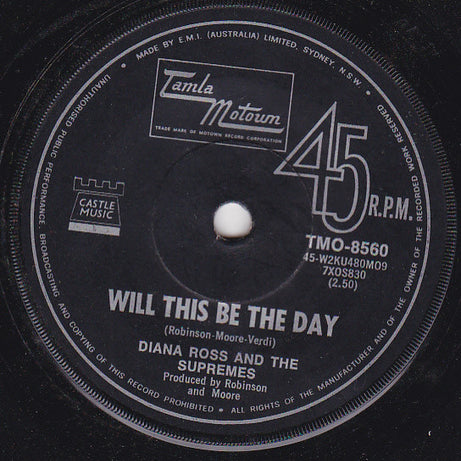 MADE BY E.M.I. (AUSTRALIA) LIMITED, SYDNEY, N.S.W.
Tamla
Motown
TRADE MARK OF MOTOWN RECORD CORPORATION
45 R.P.M.
CASTLE
MUSIC
TMO-8560
45-W2KU480MO9
7XOS830
(2.50)
WILL THIS BE THE DAY
(Robinson-Moore-Verdi)
DIANA ROSS AND THE
SUPREMES
Produced by Robinson
and Moore
UNAUTHORISED PUBLIC PERFORMANCE, BROADCASTING AND COPYING OF THIS RECORD PROHIBITED • ALL RIGHTS OF THE MANUFACTURER AND OF THE OWNER OF THE RECORDED WORK RESERVED